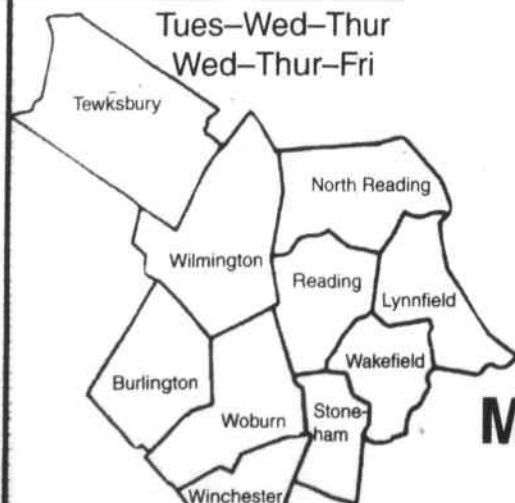 Tues–Wed–Thur
Wed–Thur–Fri
Tewksbury
North Reading
Wilmington
Reading
Lynnfield
Wakefield
Burlington
Woburn
Stone-
ham
M
Winchester